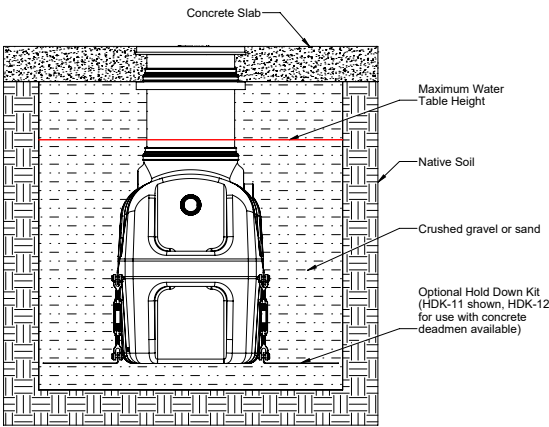 Concrete Slab
Maximum Water
Table Height
Native Soil
Crushed gravel or sand
Optional Hold Down Kit
(HDK-11 shown, HDK-12
for use with concrete
deadmen available)